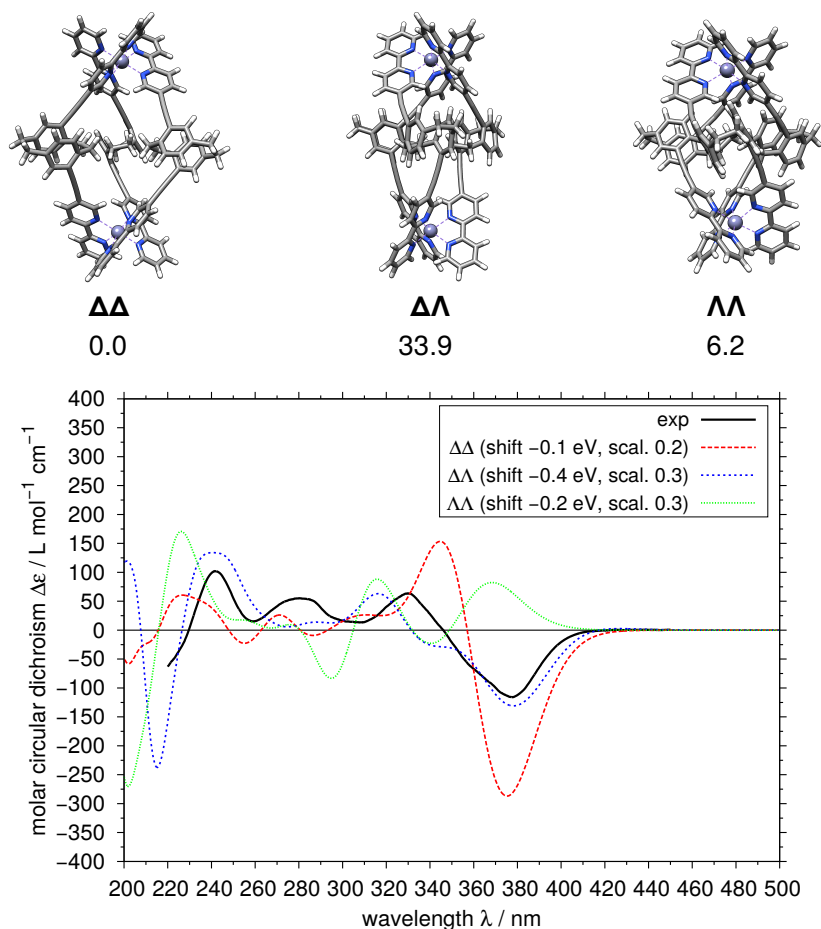 ΔΔ ΔΛ ΛΛ
0.0 33.9 6.2
400
350
300
250
200
150
100
50
0
−50
−100
−150
−200
−250
−300
−350
−400
molar circular dichroism Δε / L mol⁻¹ cm⁻¹
exp
ΔΔ (shift −0.1 eV, scal. 0.2)
ΔΛ (shift −0.4 eV, scal. 0.3)
ΛΛ (shift −0.2 eV, scal. 0.3)
200 220 240 260 280 300 320 340 360 380 400 420 440 460 480 500
wavelength λ / nm